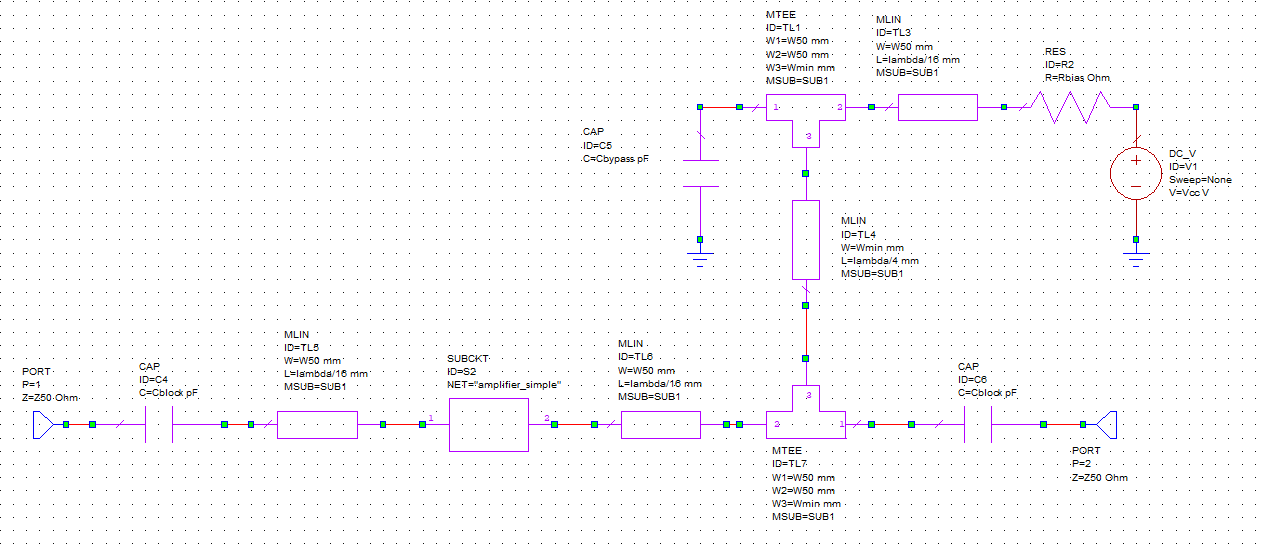 MTEE
ID=TL1
W1=W50 mm
W2=W50 mm
W3=Wmin mm
MSUB=SUB1
MLIN
ID=TL3
W=W50 mm
L=lambda/16 mm
MSUB=SUB1
RES
ID=R2
R=Rbias Ohm
1
2
3
CAP
ID=C5
C=Cbypass pF
DC_V
ID=V1
Sweep=None
V=Vcc V
MLIN
ID=TL4
W=Wmin mm
L=lambda/4 mm
MSUB=SUB1
PORT
P=1
Z=Z50 Ohm
CAP
ID=C4
C=Cblock pF
MLIN
ID=TL5
W=W50 mm
L=lambda/16 mm
MSUB=SUB1
SUBCKT
ID=S2
NET="amplifier_simple"
1
2
MLIN
ID=TL6
W=W50 mm
L=lambda/16 mm
MSUB=SUB1
3
2
1
MTEE
ID=TL7
W1=W50 mm
W2=W50 mm
W3=Wmin mm
MSUB=SUB1
CAP
ID=C6
C=Cblock pF
PORT
P=2
Z=Z50 Ohm